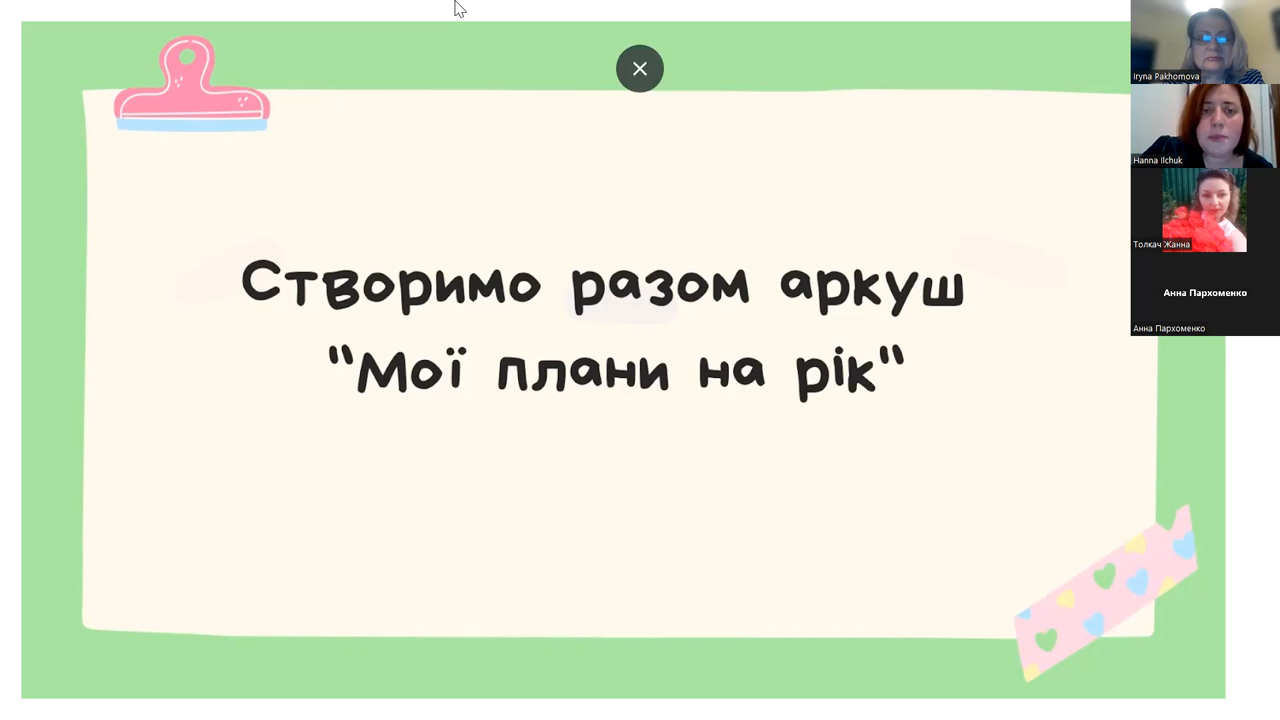 Створимо разом аркуш
"Мої плани на рік"
Iryna Pakhomova
Hanna Ilchuk
Толкач Жанна
Анна Пархоменко
Анна Пархоменко